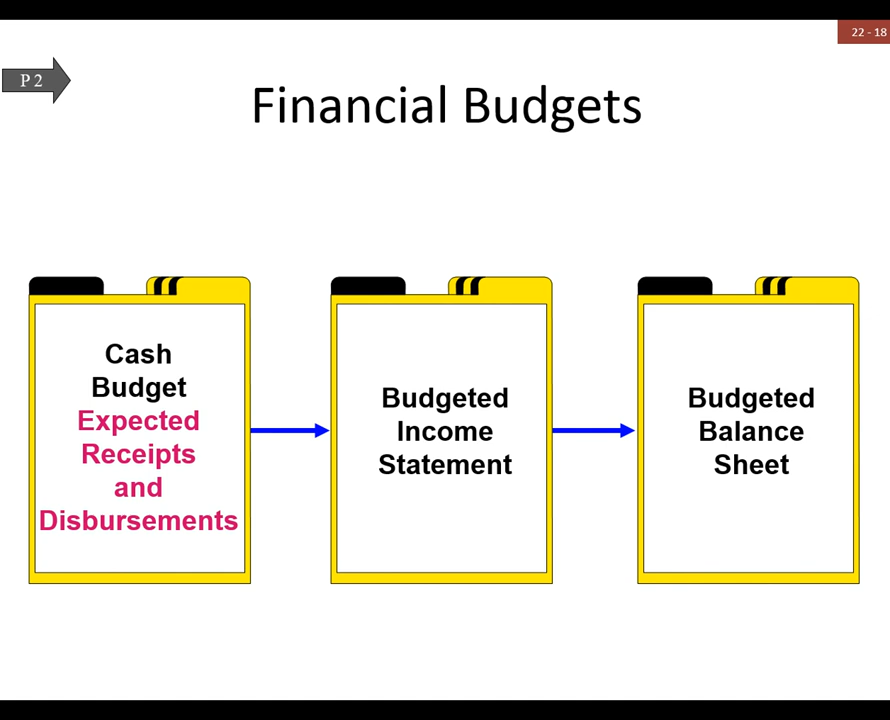 22 - 18
P 2
Financial Budgets
Cash
Budget
Expected
Receipts
and
Disbursements
Budgeted
Income
Statement
Budgeted
Balance
Sheet